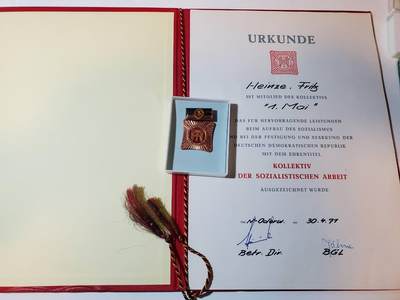 URKUNDE
Heinze, Fritz
IST MITGLIED DES KOLLEKTIVS
"1. Mai"
DAS FÜR HERVORRAGENDE LEISTUNGEN
BEIM AUFBAU DES SOZIALISMUS
UND BEI DER FESTIGUNG UND STÄRKUNG DER
DEUTSCHEN DEMOKRATISCHEN REPUBLIK
MIT DEM EHRENTITEL
KOLLEKTIV
DER SOZIALISTISCHEN ARBEIT
AUSGEZEICHNET WURDE
30.4.77
Betr. Dir. BGL